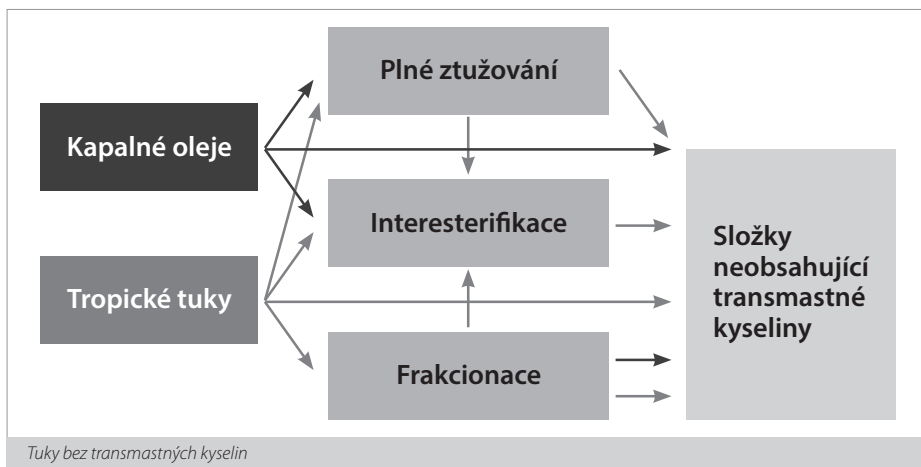 Plné ztužování
Kapalné oleje
Interesterifikace
Složky
neobsahující
transmastné
kyseliny
Tropické tuky
Frakcionace
Tuky bez transmastných kyselin